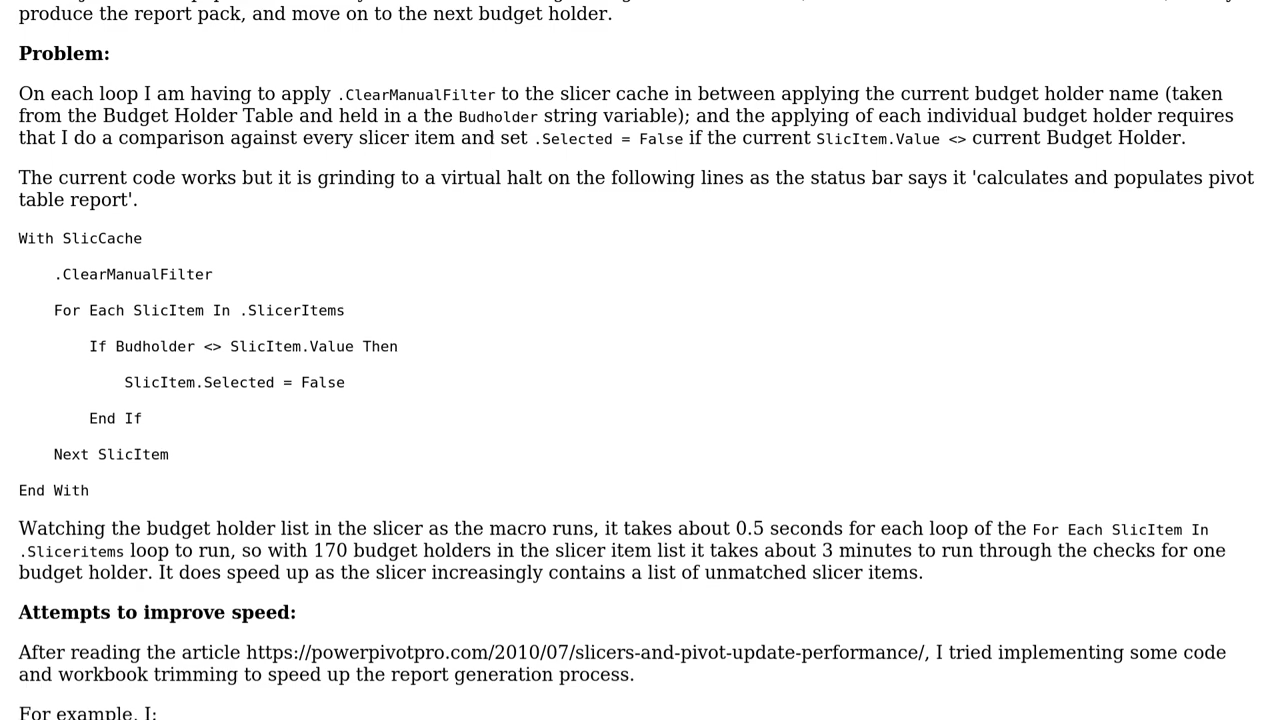 produce the report pack, and move on to the next budget holder.
Problem:
On each loop I am having to apply .ClearManualFilter to the slicer cache in between applying the current budget holder name (taken
from the Budget Holder Table and held in a the Budholder string variable); and the applying of each individual budget holder requires
that I do a comparison against every slicer item and set .Selected = False if the current SlicItem.Value <> current Budget Holder.
The current code works but it is grinding to a virtual halt on the following lines as the status bar says it 'calculates and populates pivot
table report'.
With SlicCache
.ClearManualFilter
For Each SlicItem In .SlicerItems
If Budholder <> SlicItem.Value Then
SlicItem.Selected = False
End If
Next SlicItem
End With
Watching the budget holder list in the slicer as the macro runs, it takes about 0.5 seconds for each loop of the For Each SlicItem In
.Sliceritems loop to run, so with 170 budget holders in the slicer item list it takes about 3 minutes to run through the checks for one
budget holder. It does speed up as the slicer increasingly contains a list of unmatched slicer items.
Attempts to improve speed:
After reading the article https://powerpivotpro.com/2010/07/slicers-and-pivot-update-performance/, I tried implementing some code
and workbook trimming to speed up the report generation process.
For example, I: